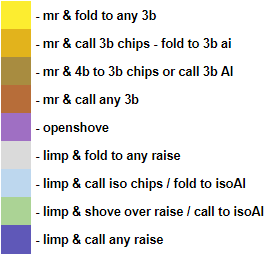 - mr & fold to any 3b
- mr & call 3b chips - fold to 3b ai
- mr & 4b to 3b chips or call 3b AI
- mr & call any 3b
- openshove
- limp & fold to any raise
- limp & call iso chips / fold to isoAI
- limp & shove over raise / call to isoAI
- limp & call any raise